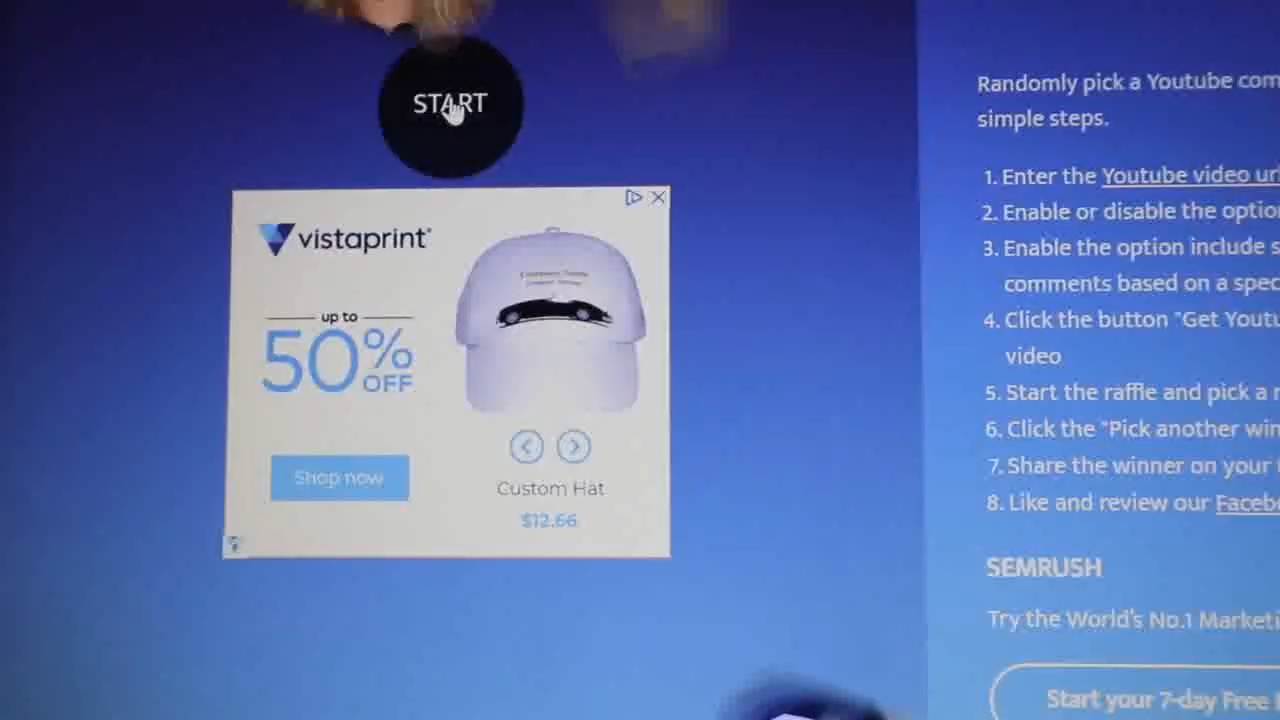 START
Randomly pick a Youtube com
simple steps.
1. Enter the Youtube video url
2. Enable or disable the optio
3. Enable the option include s
comments based on a spec
4. Click the button "Get Youtu
video
5. Start the raffle and pick a r
6. Click the "Pick another win
7. Share the winner on your
8. Like and review our Facebo
SEMRUSH
Try the World's No.1 Marketi
Start your 7-day Free
vistaprint
up to
50%
OFF
Shop now
Custom Hat
$12.66